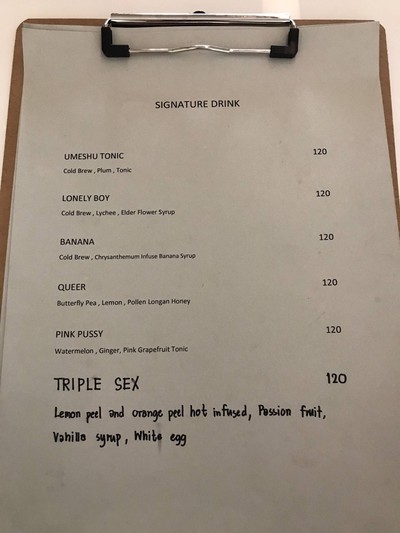 SIGNATURE DRINK
UMESHU TONIC 120
Cold Brew , Plum , Tonic
LONELY BOY 120
Cold Brew , Lychee , Elder Flower Syrup
BANANA 120
Cold Brew , Chrysanthemum Infuse Banana Syrup
QUEER 120
Butterfly Pea , Lemon , Pollen Longan Honey
PINK PUSSY 120
Watermelon , Ginger, Pink Grapefruit Tonic
TRIPLE SEX 120
Lemon peel and orange peel hot infused, Passion fruit,
Vanilla syrup, White egg